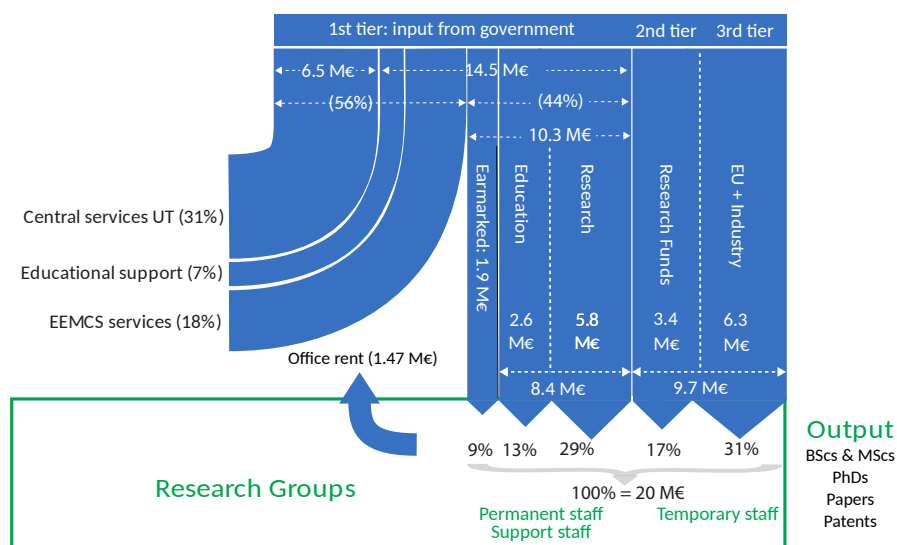 1st tier: input from government
2nd tier
3rd tier
6.5 M€
14.5 M€
(56%)
(44%)
10.3 M€
Earmarked: 1.9 M€
Education
Research
Research Funds
EU + Industry
Central services UT (31%)
Educational support (7%)
EEMCS services (18%)
2.6
M€
5.8
M€
3.4
M€
6.3
M€
Office rent (1.47 M€)
8.4 M€
9.7 M€
9%
13%
29%
17%
31%
100% = 20 M€
Research Groups
Permanent staff
Support staff
Temporary staff
Output
BScs & MScs
PhDs
Papers
Patents